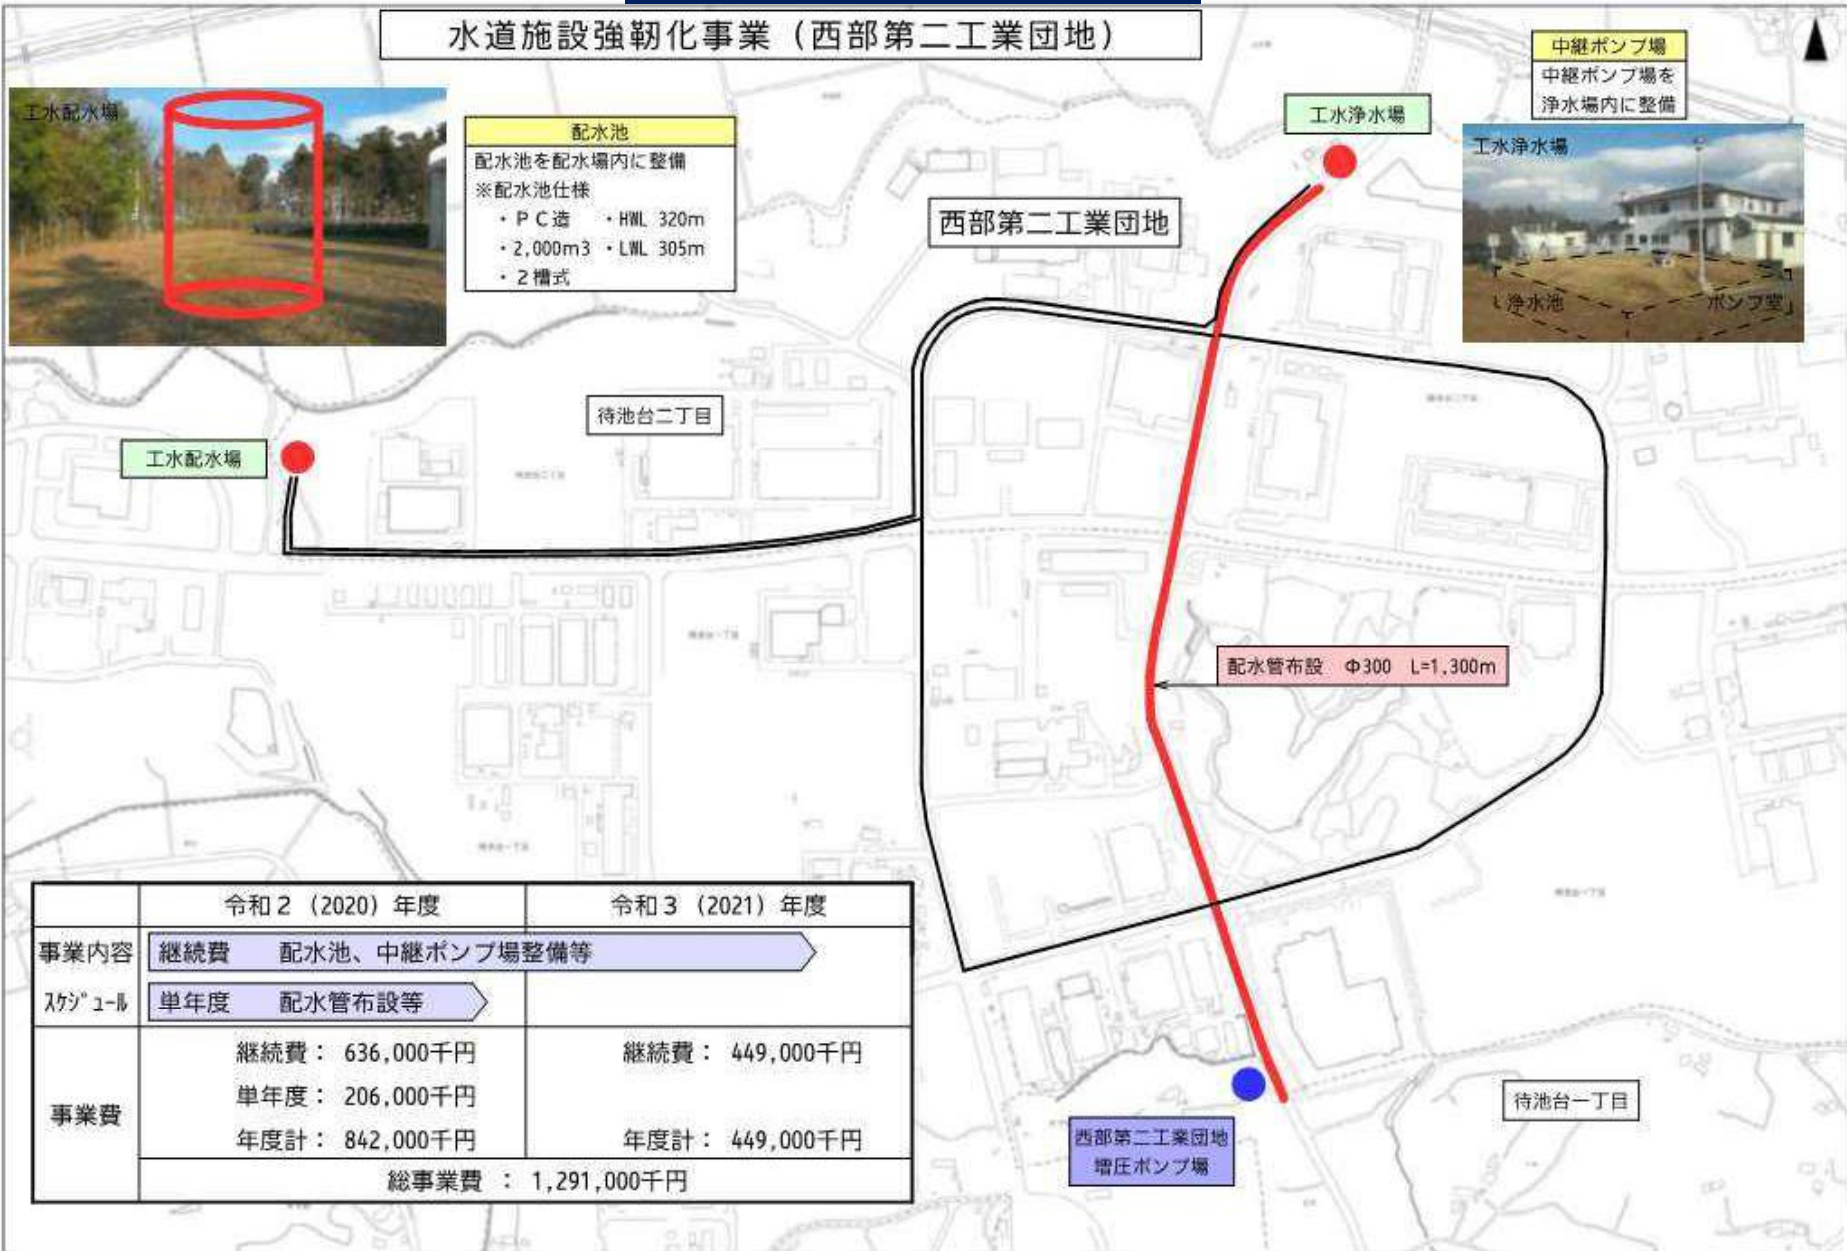 水道施設強靭化事業（西部第二工業団地）
工水配水場
配水池
配水池を配水場内に整備
※配水池仕様
・ＰＣ造 ・HWL 320m
・2,000m3 ・LWL 305m
・２槽式
西部第二工業団地
工水浄水場
中継ポンプ場
中継ポンプ場を
浄水場内に整備
工水浄水場
浄水池
ポンプ室
待池台二丁目
工水配水場
配水管布設 Φ300 L=1,300m
令和２（2020）年度 令和３（2021）年度
事業内容 継続費 配水池、中継ポンプ場整備等
ｽｹｼﾞｭｰﾙ 単年度 配水管布設等
事業費
継続費： 636,000千円 継続費： 449,000千円
単年度： 206,000千円
年度計： 842,000千円 年度計： 449,000千円
総事業費 ： 1,291,000千円
西部第二工業団地
増圧ポンプ場
待池台一丁目